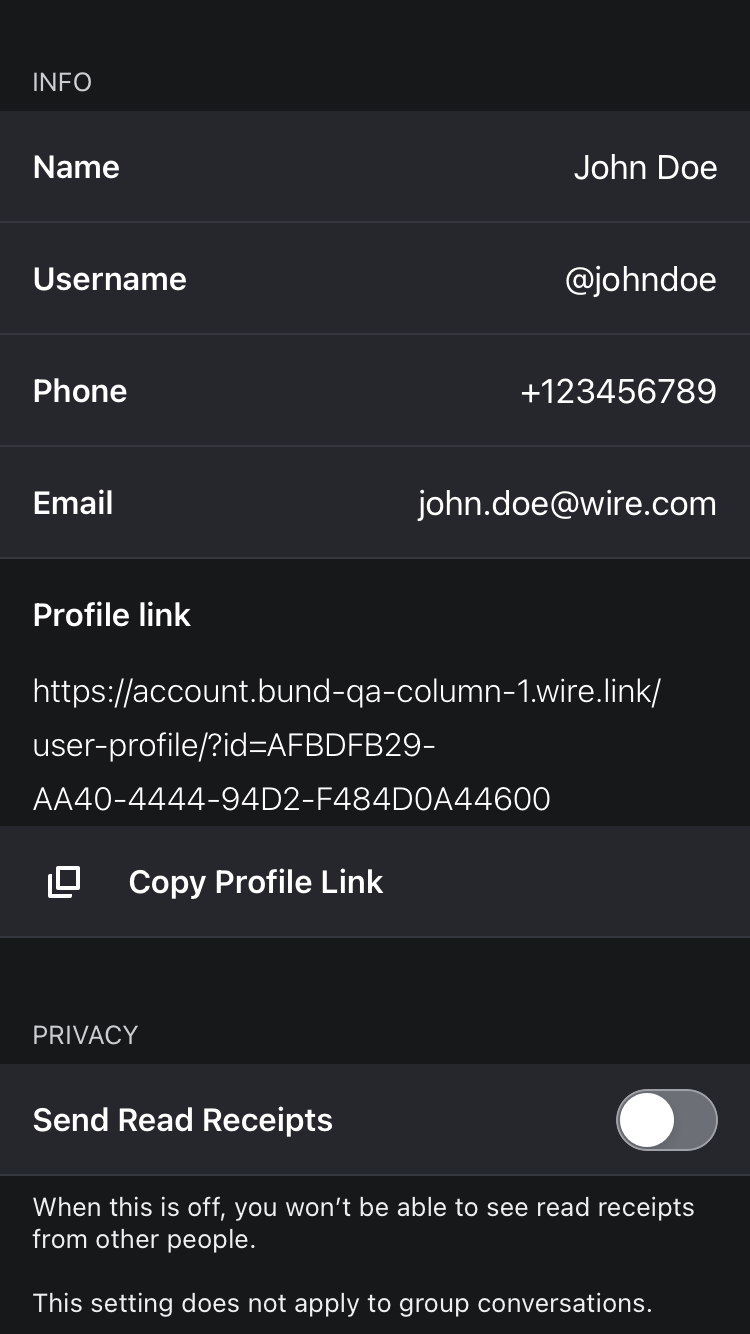 INFO
Name John Doe
Username @johndoe
Phone +123456789
Email john.doe@wire.com
Profile link
https://account.bund-qa-column-1.wire.link/
user-profile/?id=AFBDFB29-
AA40-4444-94D2-F484D0A44600
Copy Profile Link
PRIVACY
Send Read Receipts
When this is off, you won’t be able to see read receipts
from other people.
This setting does not apply to group conversations.